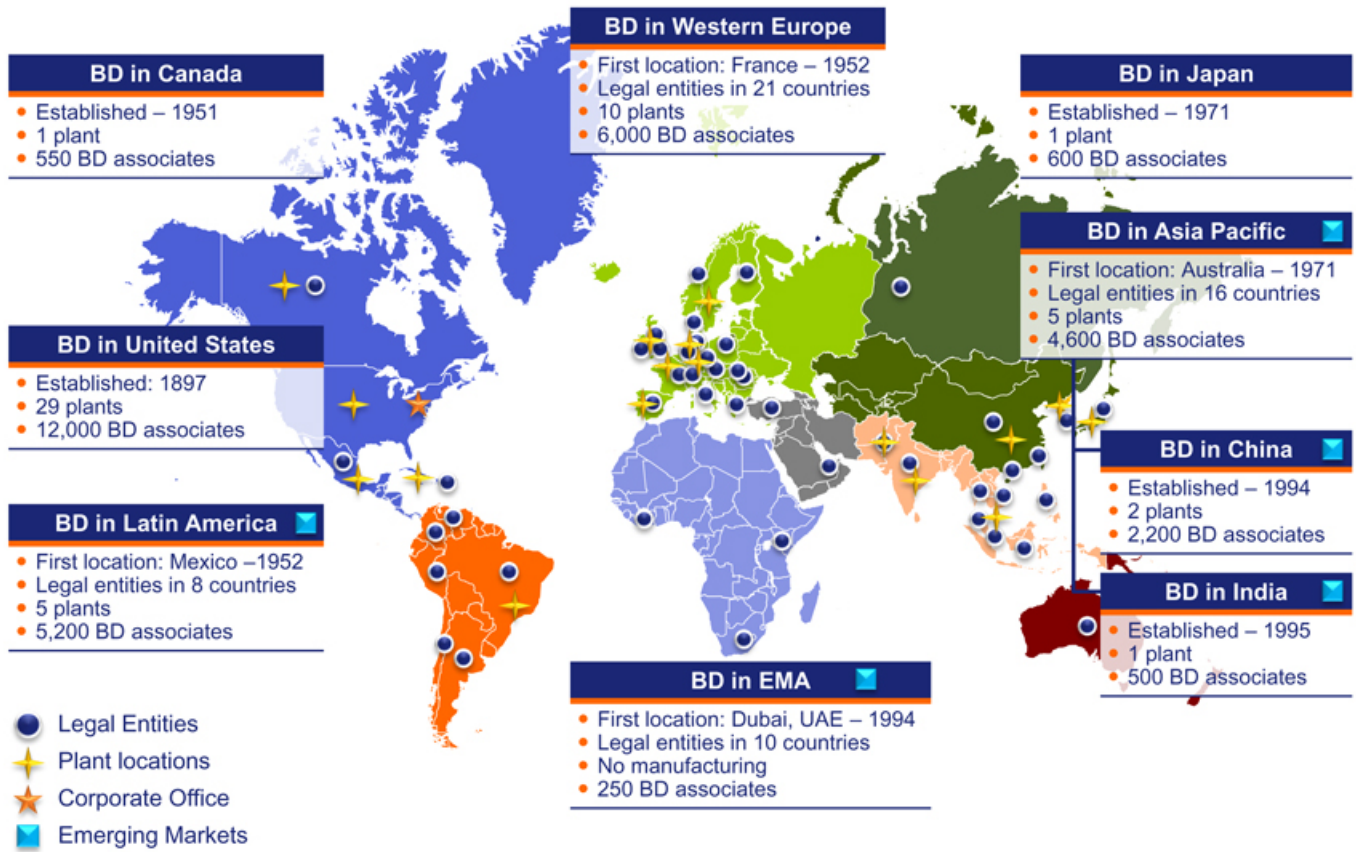 BD in Western Europe
• First location: France – 1952
• Legal entities in 21 countries
• 10 plants
• 6,000 BD associates
BD in Canada
• Established – 1951
• 1 plant
• 550 BD associates
BD in Japan
• Established – 1971
• 1 plant
• 600 BD associates
BD in Asia Pacific
• First location: Australia – 1971
• Legal entities in 16 countries
• 5 plants
• 4,600 BD associates
BD in United States
• Established: 1897
• 29 plants
• 12,000 BD associates
BD in China
• Established – 1994
• 2 plants
• 2,200 BD associates
BD in Latin America
• First location: Mexico –1952
• Legal entities in 8 countries
• 5 plants
• 5,200 BD associates
BD in India
• Established – 1995
• 1 plant
• 500 BD associates
BD in EMA
• First location: Dubai, UAE – 1994
• Legal entities in 10 countries
• No manufacturing
• 250 BD associates
Legal Entities
Plant locations
Corporate Office
Emerging Markets